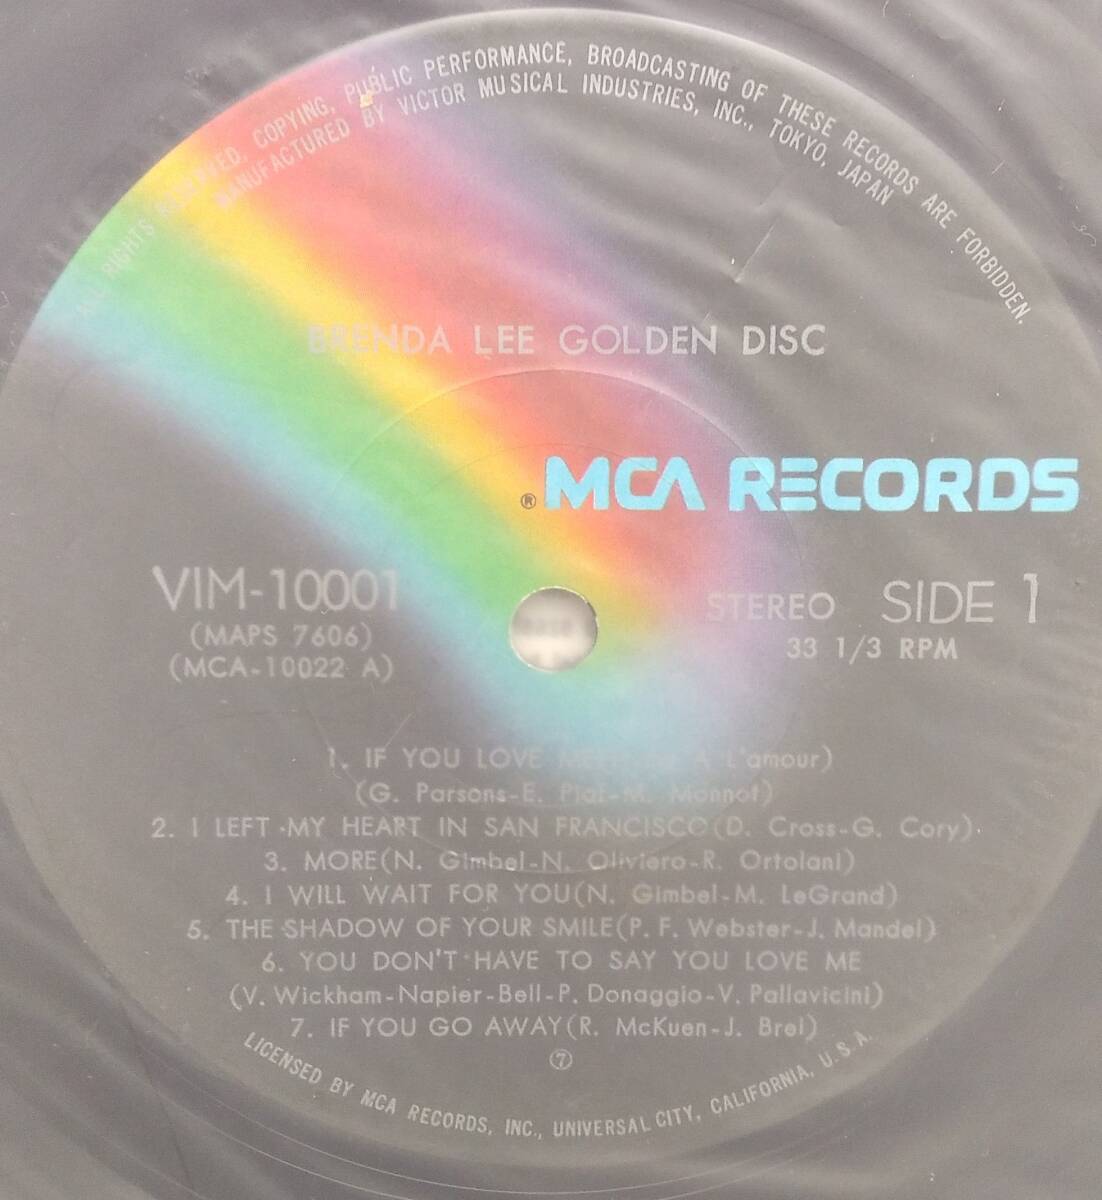 ALL RIGHTS RESERVED, COPYING, PUBLIC PERFORMANCE, BROADCASTING OF THESE RECORDS ARE FORBIDDEN.
MANUFACTURED BY VICTOR MUSICAL INDUSTRIES, INC., TOKYO, JAPAN
BRENDA LEE GOLDEN DISC
® MCA RECORDS
VIM-10001
(MAPS 7606)
(MCA-10022 A)
STEREO SIDE 1
33 1/3 RPM
1. IF YOU LOVE A L'amour)
(G. Parsons-E. Piaf-M. Monnot)
2. I LEFT MY HEART IN SAN FRANCISCO(D. Cross-G. Cory)
3. MORE(N. Gimbel-N. Oliviero-R. Ortolani)
4. I WILL WAIT FOR YOU(N. Gimbel-M. LeGrand)
5. THE SHADOW OF YOUR SMILE(P. F. Webster-J. Mandel)
6. YOU DON'T HAVE TO SAY YOU LOVE ME
(V. Wickham-Napier-Bell-P. Donaggio-V. Pallavicini)
7. IF YOU GO AWAY(R. McKuen-J. Brel)
⑦
LICENSED BY MCA RECORDS, INC., UNIVERSAL CITY, CALIFORNIA, U.S.A.